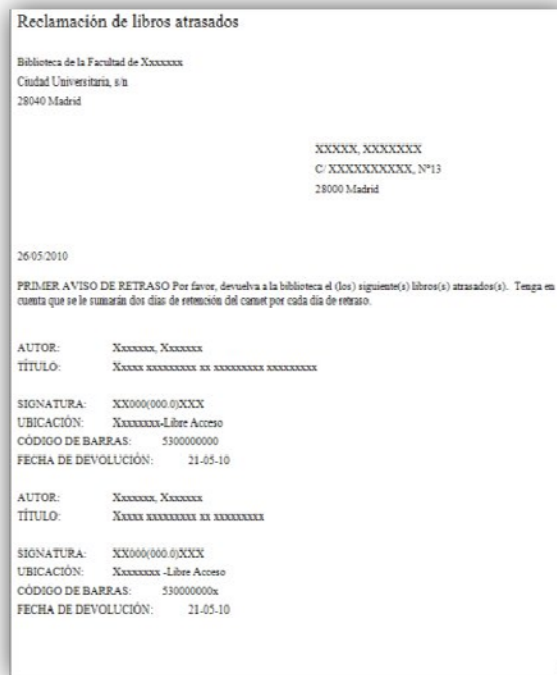 Reclamación de libros atrasados
Biblioteca de la Facultad de Xxxxxxx
Ciudad Universitaria, s/n
28040 Madrid
XXXXX, XXXXXXX
C/ XXXXXXXXXX, Nº13
28000 Madrid
26/05/2010
PRIMER AVISO DE RETRASO Por favor, devuelva a la biblioteca el (los) siguiente(s) libros(s) atrasados(s). Tenga en
cuenta que se le sumarán dos días de retención del carnet por cada día de retraso.
AUTOR: Xxxxxxx, Xxxxxxx
TÍTULO: Xxxxx xxxxxxxxx xx xxxxxxxxx xxxxxxxxx
SIGNATURA: XX000(000.0)XXX
UBICACIÓN: Xxxxxxxx-Libre Acceso
CÓDIGO DE BARRAS: 5300000000
FECHA DE DEVOLUCIÓN: 21-05-10
AUTOR: Xxxxxxx, Xxxxxxx
TÍTULO: Xxxxx xxxxxxxxx xx xxxxxxxxx
SIGNATURA: XX000(000.0)XXX
UBICACIÓN: Xxxxxxxx -Libre Acceso
CÓDIGO DE BARRAS: 530000000x
FECHA DE DEVOLUCIÓN: 21-05-10